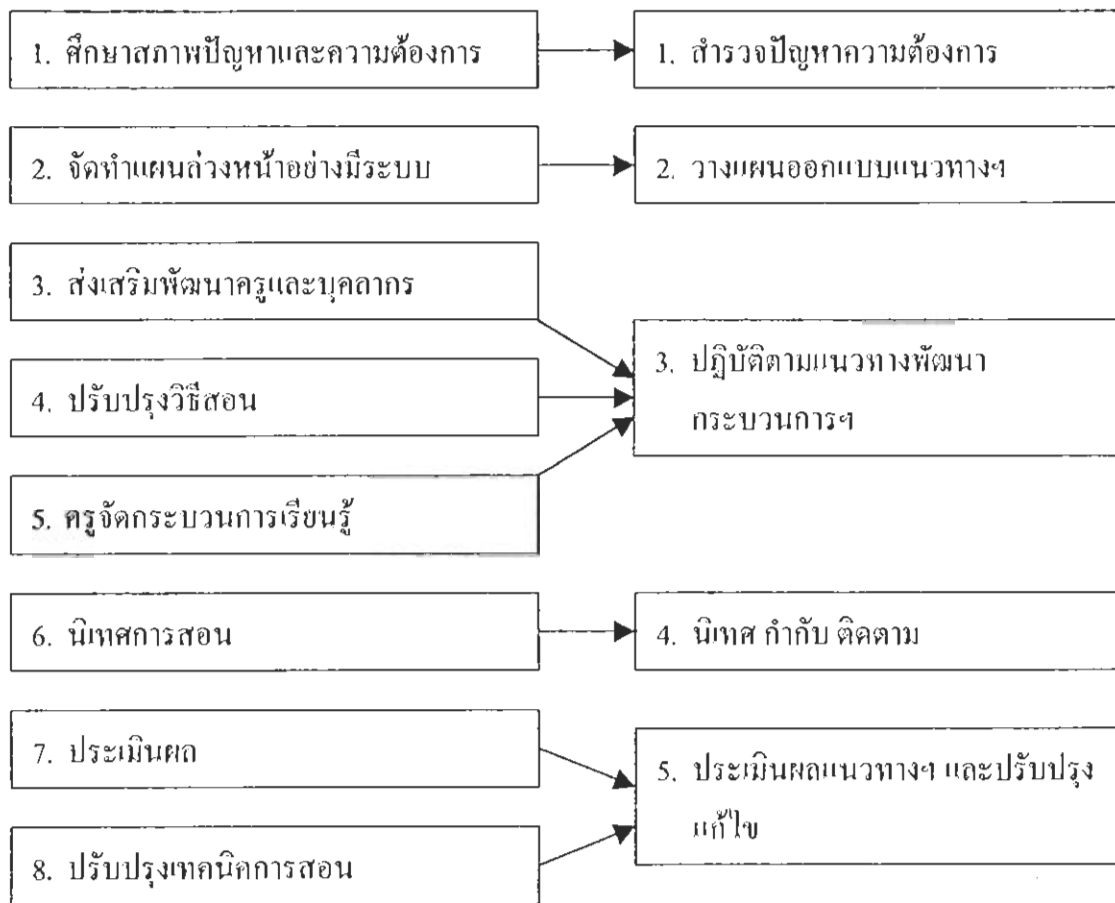 1. ศึกษาสภาพปัญหาและความต้องการ
1. สำรวจปัญหาความต้องการ
2. จัดทำแผนล่วงหน้าอย่างมีระบบ
2. วางแผนออกแบบแนวทางฯ
3. ส่งเสริมพัฒนาครูและบุคลากร
4. ปรับปรุงวิธีสอน
5. ครูจัดกระบวนการเรียนรู้
3. ปฏิบัติตามแนวทางพัฒนา
กระบวนการฯ
6. นิเทศการสอน
4. นิเทศ กำกับ ติดตาม
7. ประเมินผล
8. ปรับปรุงเทคนิคการสอน
5. ประเมินผลแนวทางฯ และปรับปรุง
แก้ไข